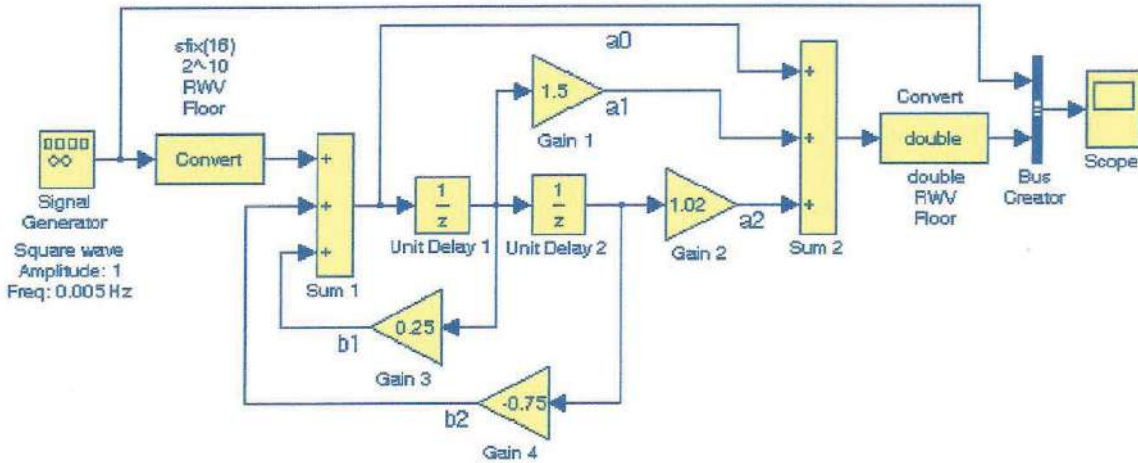 sfix(16)
2^-10
RWV
Floor
Convert
Signal
Generator
Square wave
Amplitude: 1
Freq: 0.005 Hz
+
+
+
Sum 1
1
z
Unit Delay 1
1
z
Unit Delay 2
1.5
Gain 1
a0
a1
1.02
Gain 2
a2
0.25
Gain 3
b1
-0.75
Gain 4
b2
+
+
+
Sum 2
Convert
double
double
RWV
Floor
Bus
Creator
Scope